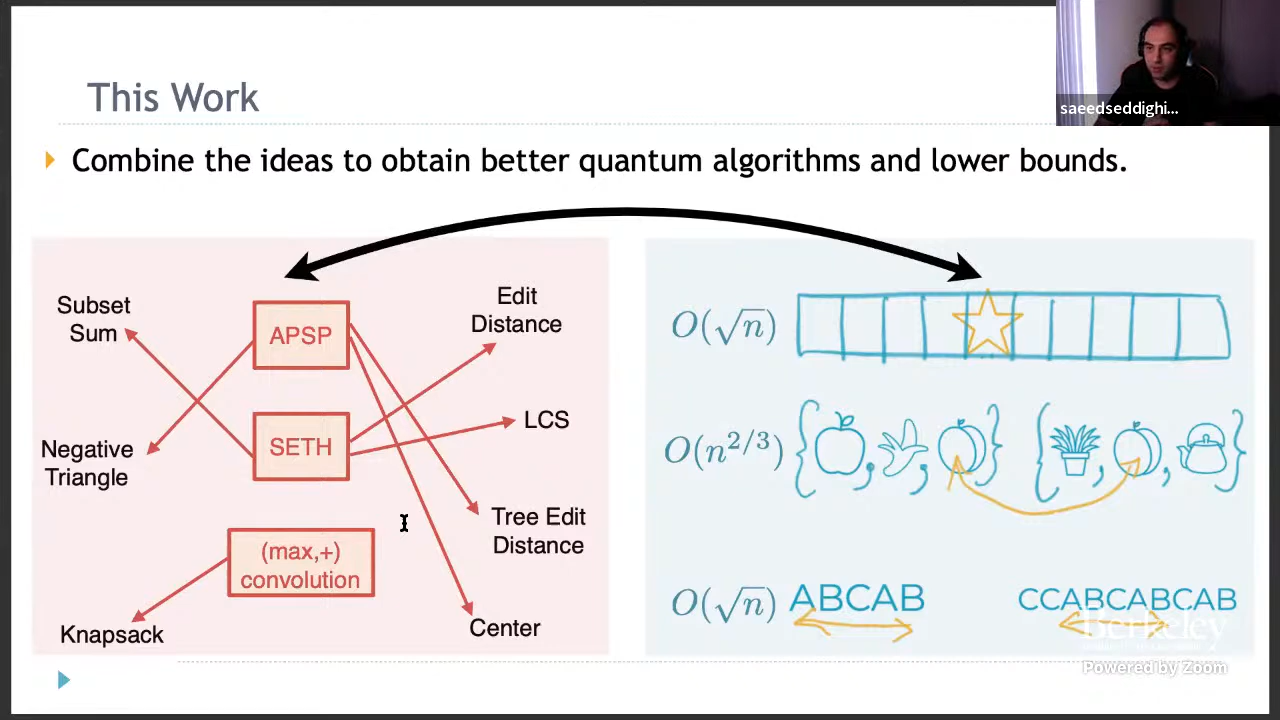 This Work
saeedseddighi...
Combine the ideas to obtain better quantum algorithms and lower bounds.
Subset
Sum
APSP
Edit
Distance
SETH
LCS
Negative
Triangle
Tree Edit
Distance
(max,+)
convolution
Knapsack
Center
O(√n)
O(n^{2/3})
{ , , } { , , }
O(√n) ABCAB CCABCABCAB
Berkeley
Powered by Zoom